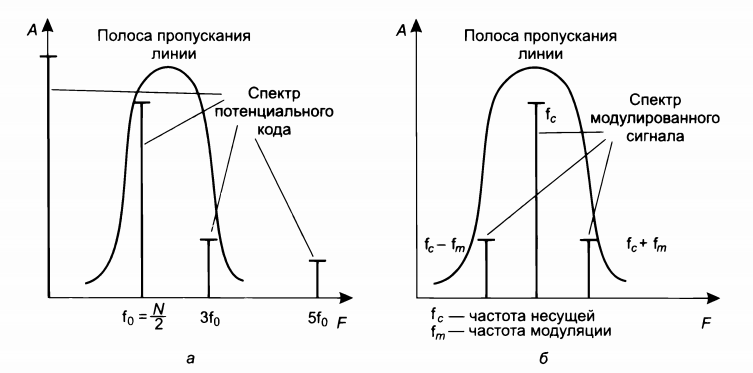 A
Полоса пропускания
линии
Спектр
потенциального
кода
f₀ = N/2
3f₀
5f₀
F
а
A
Полоса пропускания
линии
Спектр
модулированного
сигнала
fc
fc – fm
fc + fm
fc — частота несущей
fm — частота модуляции
F
б